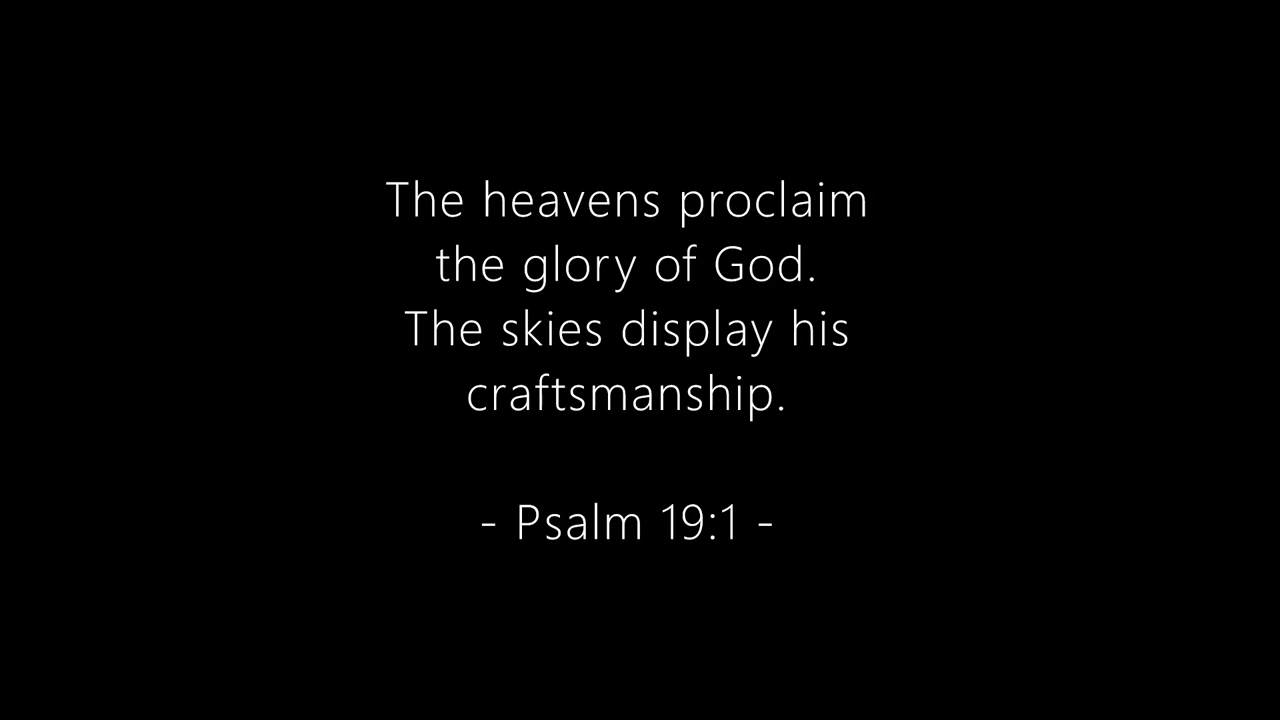 The heavens proclaim
the glory of God.
The skies display his
craftsmanship.
- Psalm 19:1 -